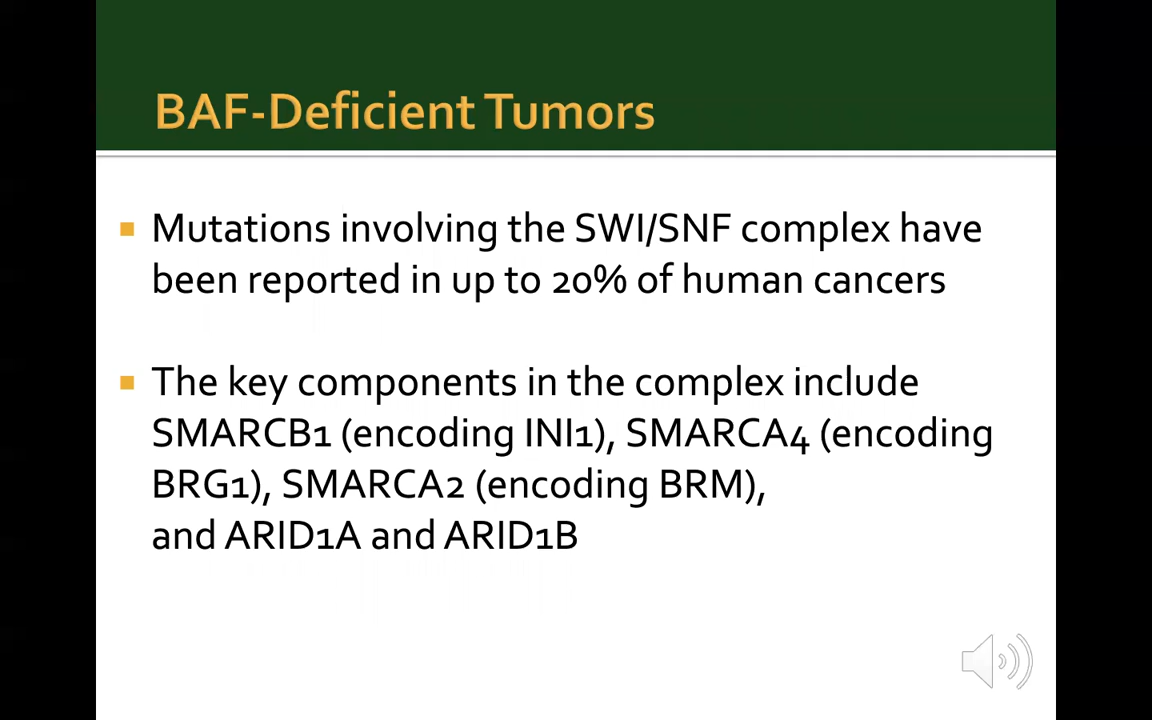 BAF-Deficient Tumors
Mutations involving the SWI/SNF complex have
been reported in up to 20% of human cancers
The key components in the complex include
SMARCB1 (encoding INI1), SMARCA4 (encoding
BRG1), SMARCA2 (encoding BRM),
and ARID1A and ARID1B